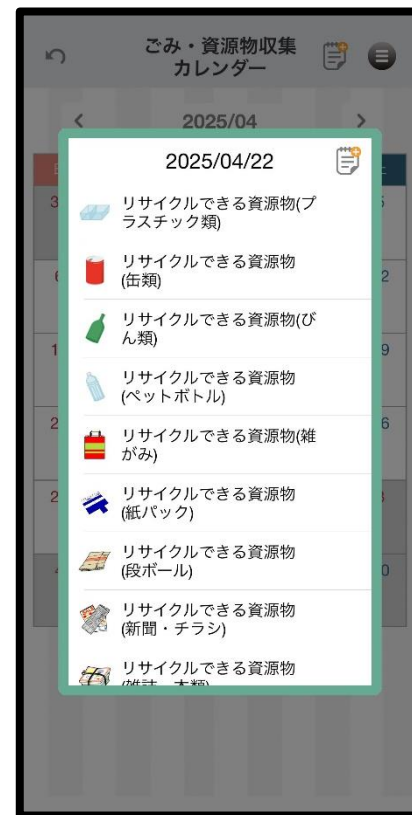 ごみ・資源物収集
カレンダー
2025/04
2025/04/22
リサイクルできる資源物(プ
ラスチック類)
リサイクルできる資源物
(缶類)
リサイクルできる資源物(び
ん類)
リサイクルできる資源物
(ペットボトル)
リサイクルできる資源物(雑
がみ)
リサイクルできる資源物
(紙パック)
リサイクルできる資源物
(段ボール)
リサイクルできる資源物
(新聞・チラシ)
リサイクルできる資源物